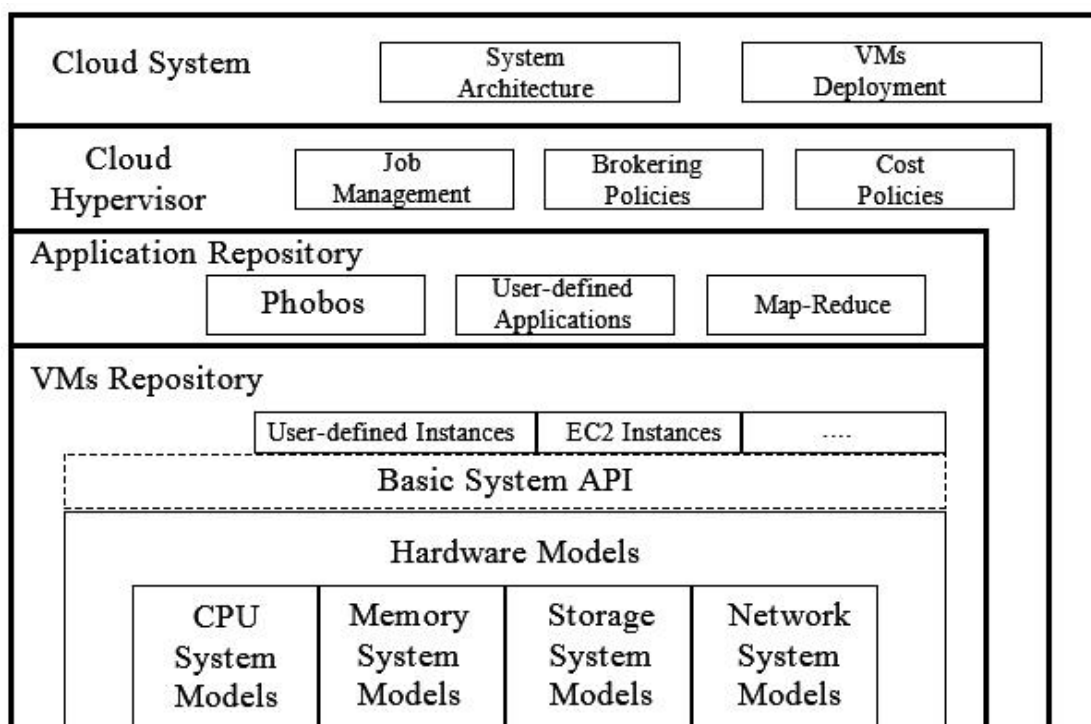 Cloud System
System
Architecture
VMs
Deployment
Cloud
Hypervisor
Job
Management
Brokering
Policies
Cost
Policies
Application Repository
Phobos
User-defined
Applications
Map-Reduce
VMs Repository
User-defined Instances
EC2 Instances
....
Basic System API
Hardware Models
CPU
System
Models
Memory
System
Models
Storage
System
Models
Network
System
Models